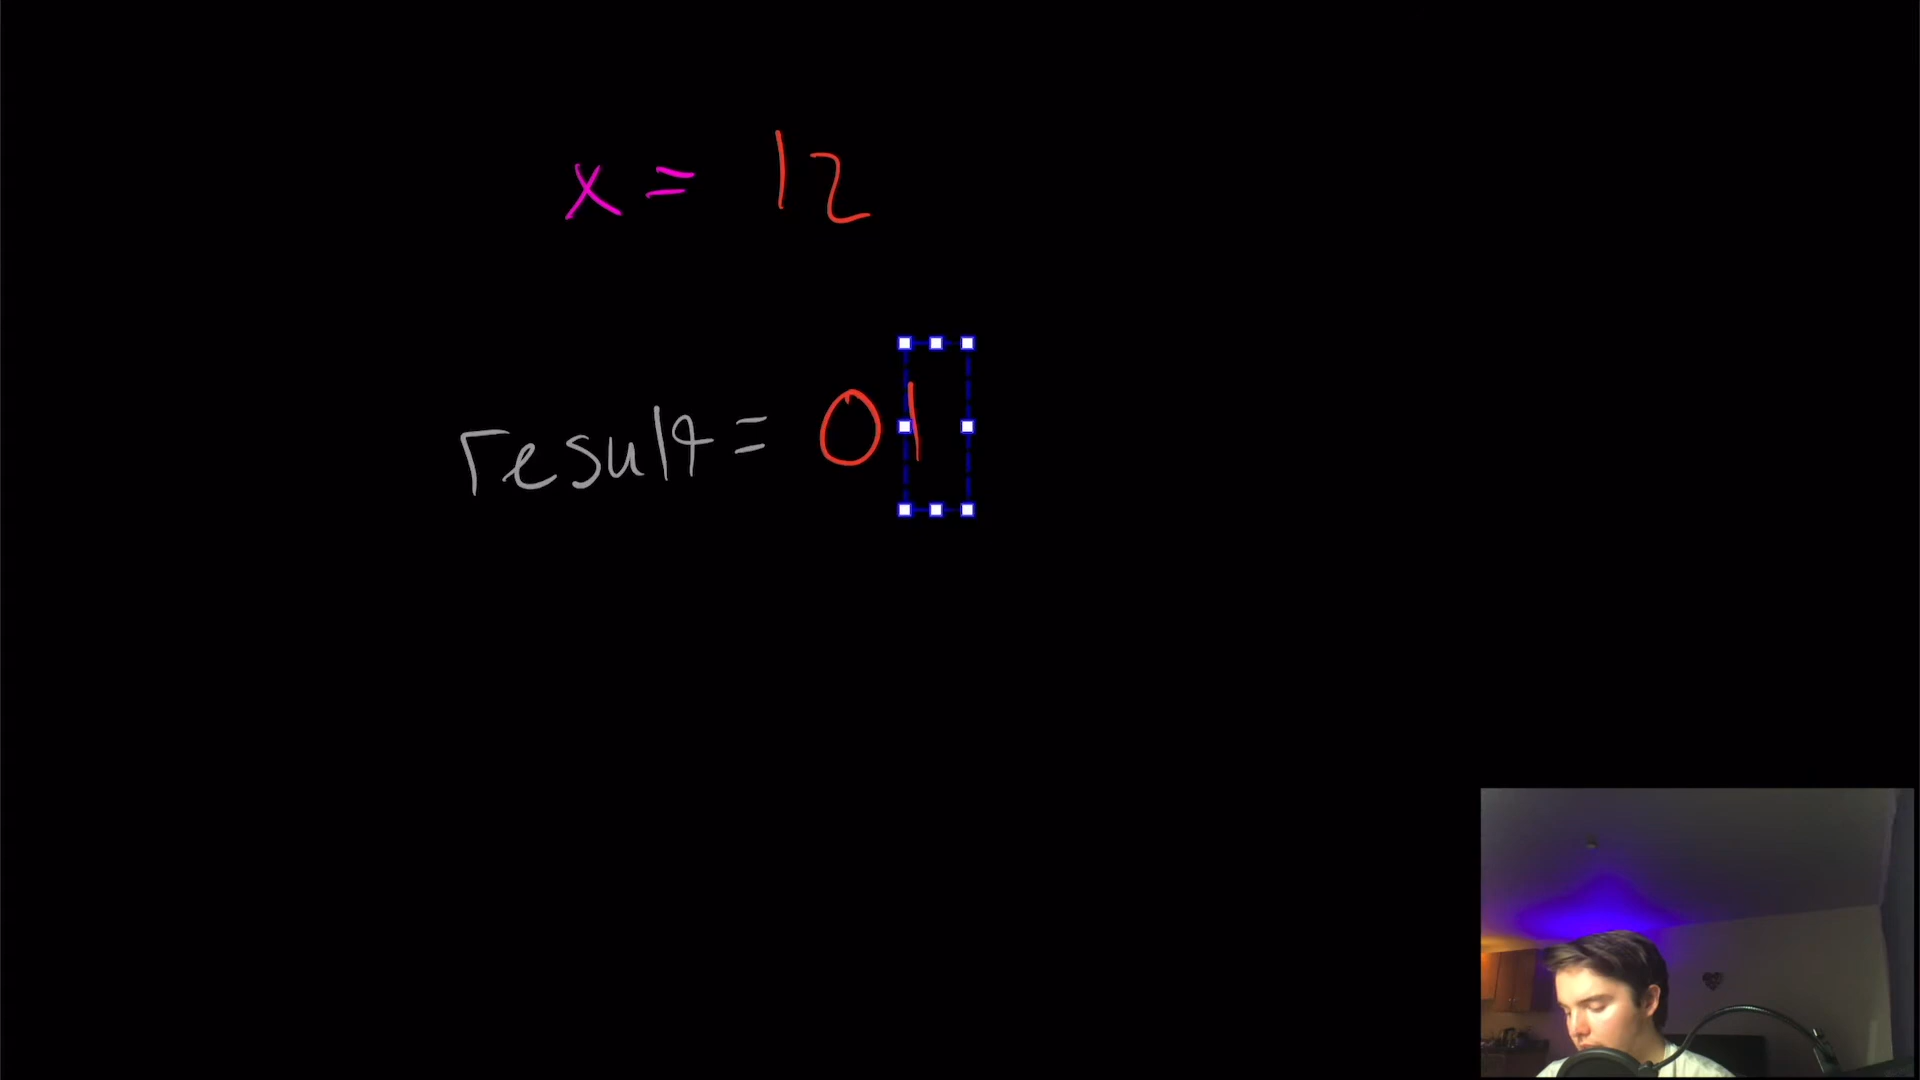 x = 12
result = 01